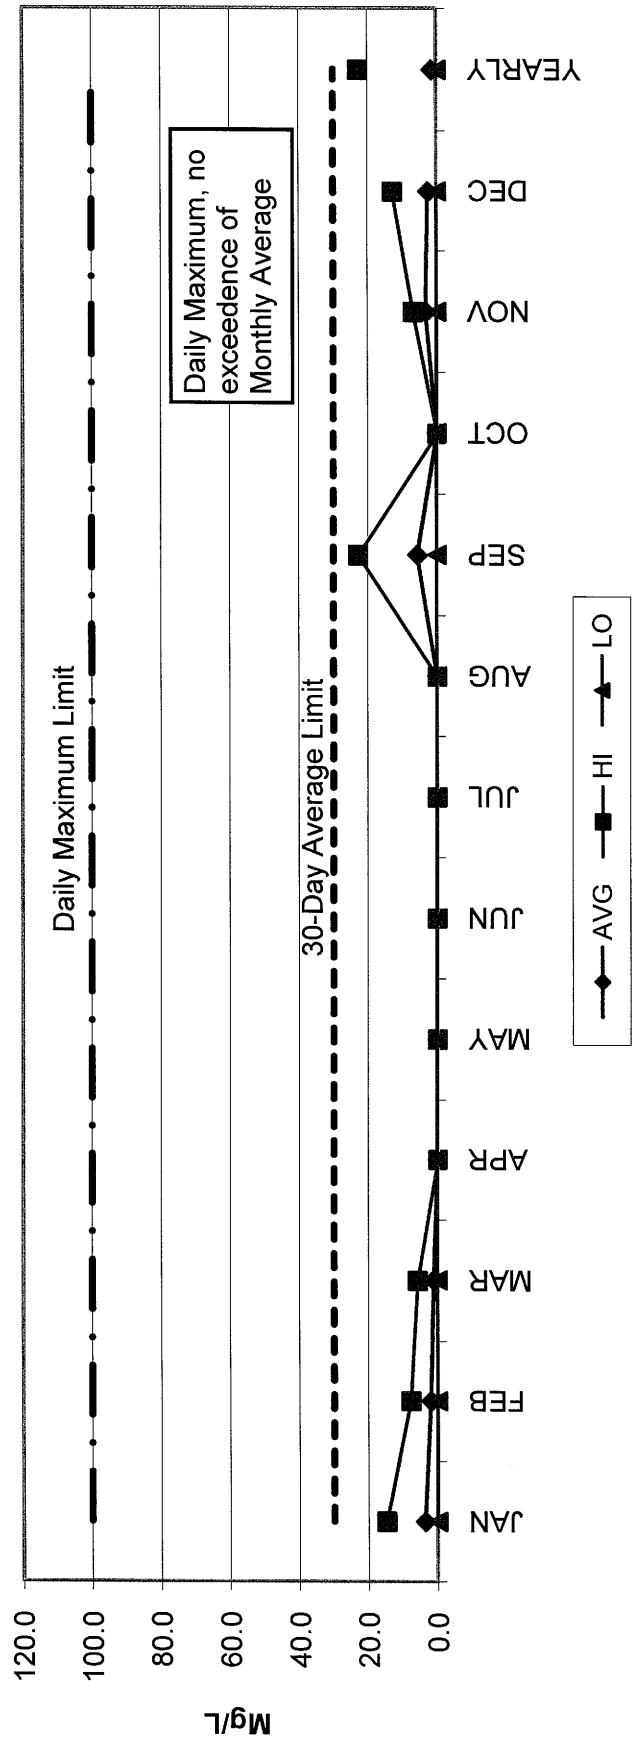 120.0
100.0
80.0
60.0
40.0
20.0
0.0
Mg/L
Daily Maximum Limit
30-Day Average Limit
Daily Maximum, no
exceedence of
Monthly Average
JAN
FEB
MAR
APR
MAY
JUN
JUL
AUG
SEP
OCT
NOV
DEC
YEARLY
AVG
HI
LO